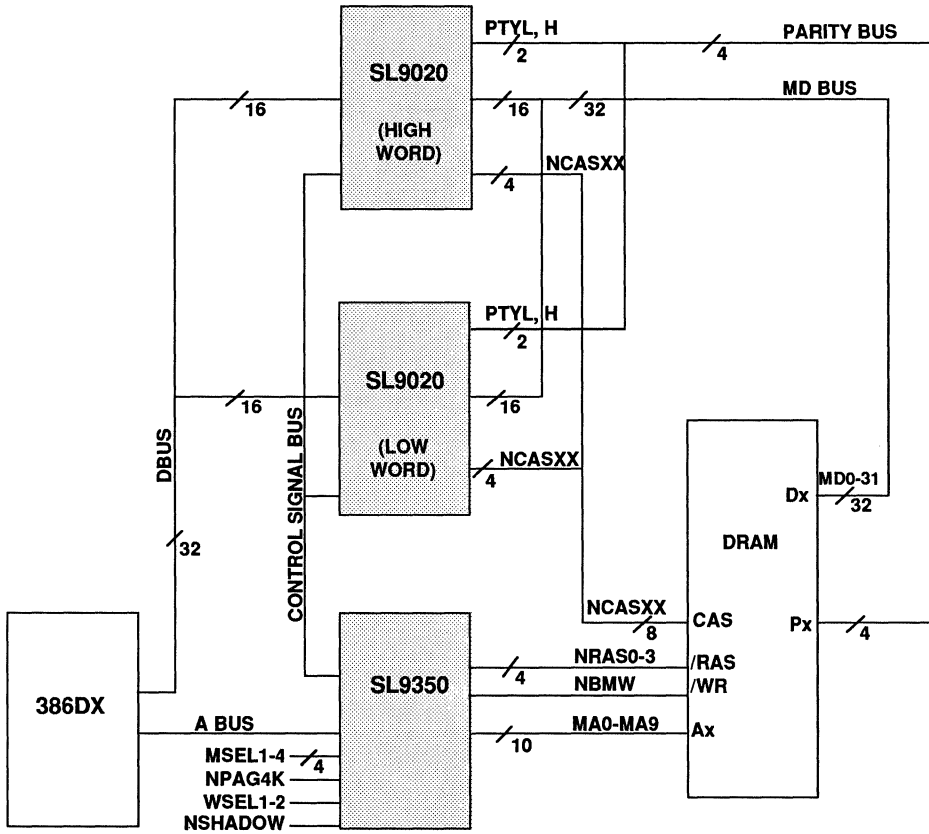 PTYL, H
2
4
PARITY BUS
SL9020
(HIGH
WORD)
16
16
32
MD BUS
4
NCASXX
PTYL, H
2
SL9020
(LOW
WORD)
16
16
NCASXX
4
DBUS
32
CONTROL SIGNAL BUS
MD0-31
Dx
32
DRAM
NCASXX
8
CAS
Px
4
386DX
A BUS
SL9350
NRAS0-3
4
/RAS
NBMW
/WR
MA0-MA9
10
Ax
MSEL1-4
4
NPAG4K
WSEL1-2
NSHADOW